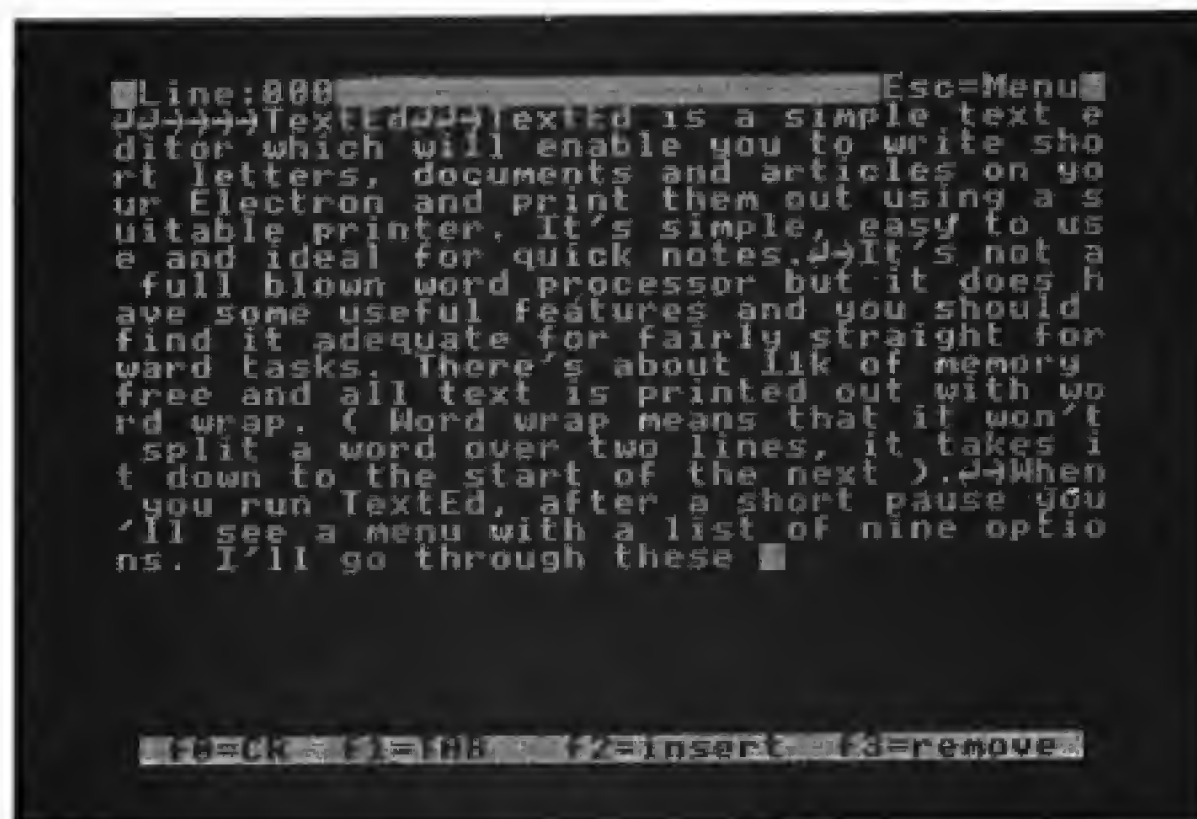 Line:000 Esc=Menu
↲↲→→→→TextEd↲↲→TextEd is a simple text e
ditor which will enable you to write sho
rt letters, documents and articles on yo
ur Electron and print them out using a s
uitable printer. It's simple, easy to us
e and ideal for quick notes.↲→It's not a
 full blown word processor but it does h
ave some useful features and you should
find it adequate for fairly straight for
ward tasks. There's about 11k of memory
free and all text is printed out with wo
rd wrap. ( Word wrap means that it won't
 split a word over two lines, it takes i
t down to the start of the next ).↲→When
 you run TextEd, after a short pause you
'll see a menu with a list of nine optio
ns. I'll go through these
f0=CR f1=TAB f2=insert f3=remove